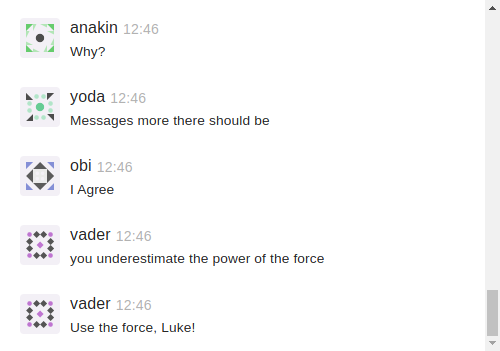 anakin 12:46
Why?
yoda 12:46
Messages more there should be
obi 12:46
I Agree
vader 12:46
you underestimate the power of the force
vader 12:46
Use the force, Luke!